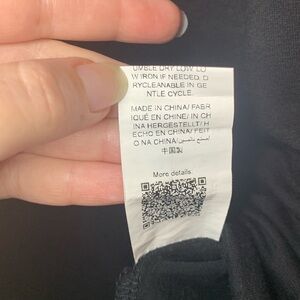 UMBLE DRY LOW LO
W IRON IF NEEDED. D
RYCLEANABLE IN GE
NTLE CYCLE.
MADE IN CHINA/ FABR
IQUÉ EN CHINE/ IN CH
INA HERGESTELLT/ H
ECHO EN CHINA/ FEIT
O NA CHINA/
中国製
More details.